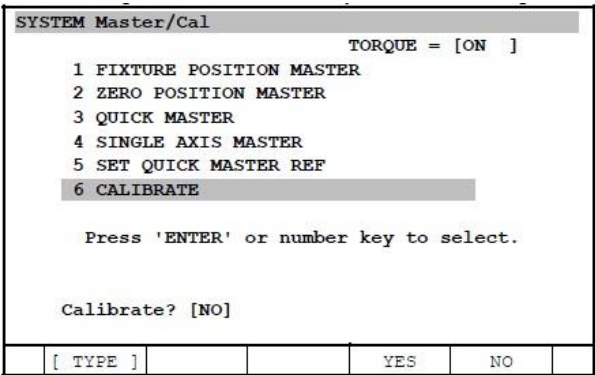 SYSTEM Master/Cal
TORQUE = [ON ]
1 FIXTURE POSITION MASTER
2 ZERO POSITION MASTER
3 QUICK MASTER
4 SINGLE AXIS MASTER
5 SET QUICK MASTER REF
6 CALIBRATE
Press 'ENTER' or number key to select.
Calibrate? [NO]
[ TYPE ] YES NO